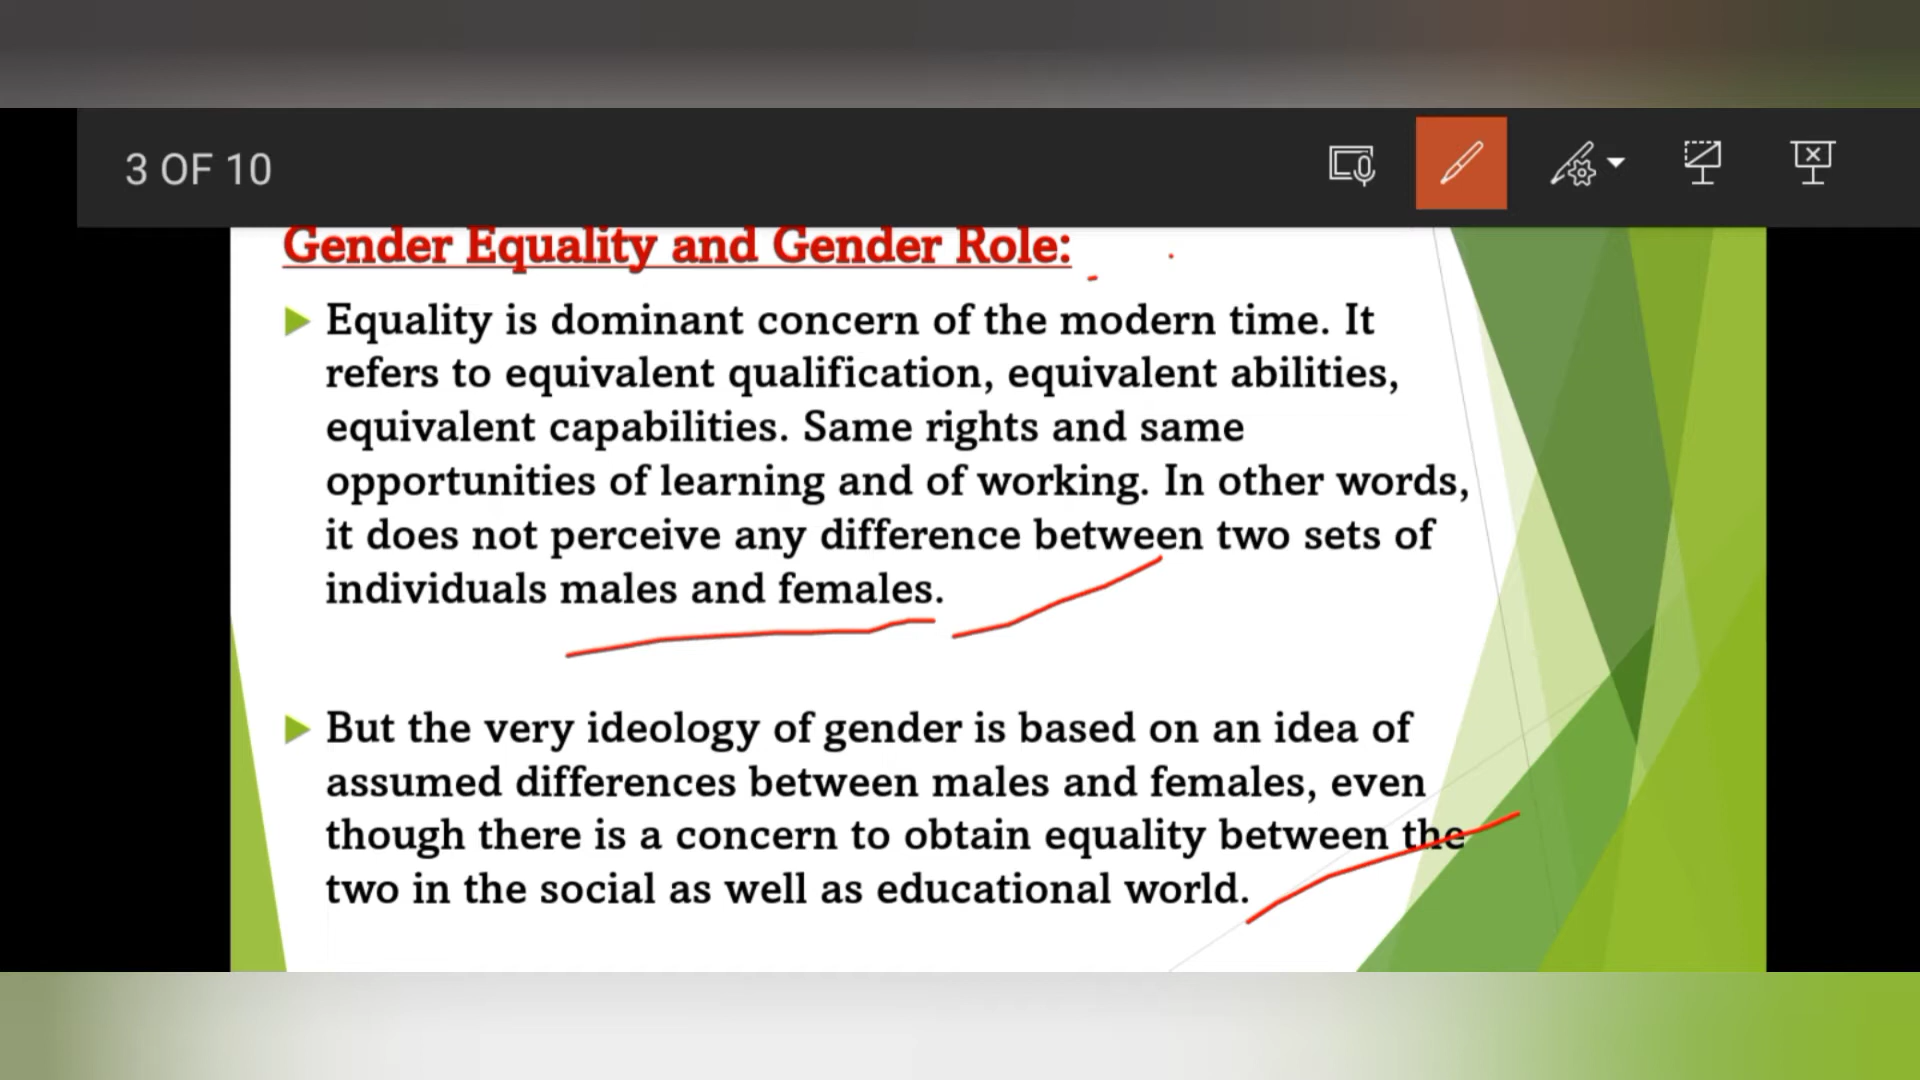 3 OF 10
Gender Equality and Gender Role:
Equality is dominant concern of the modern time. It
refers to equivalent qualification, equivalent abilities,
equivalent capabilities. Same rights and same
opportunities of learning and of working. In other words,
it does not perceive any difference between two sets of
individuals males and females.
But the very ideology of gender is based on an idea of
assumed differences between males and females, even
though there is a concern to obtain equality between the
two in the social as well as educational world.